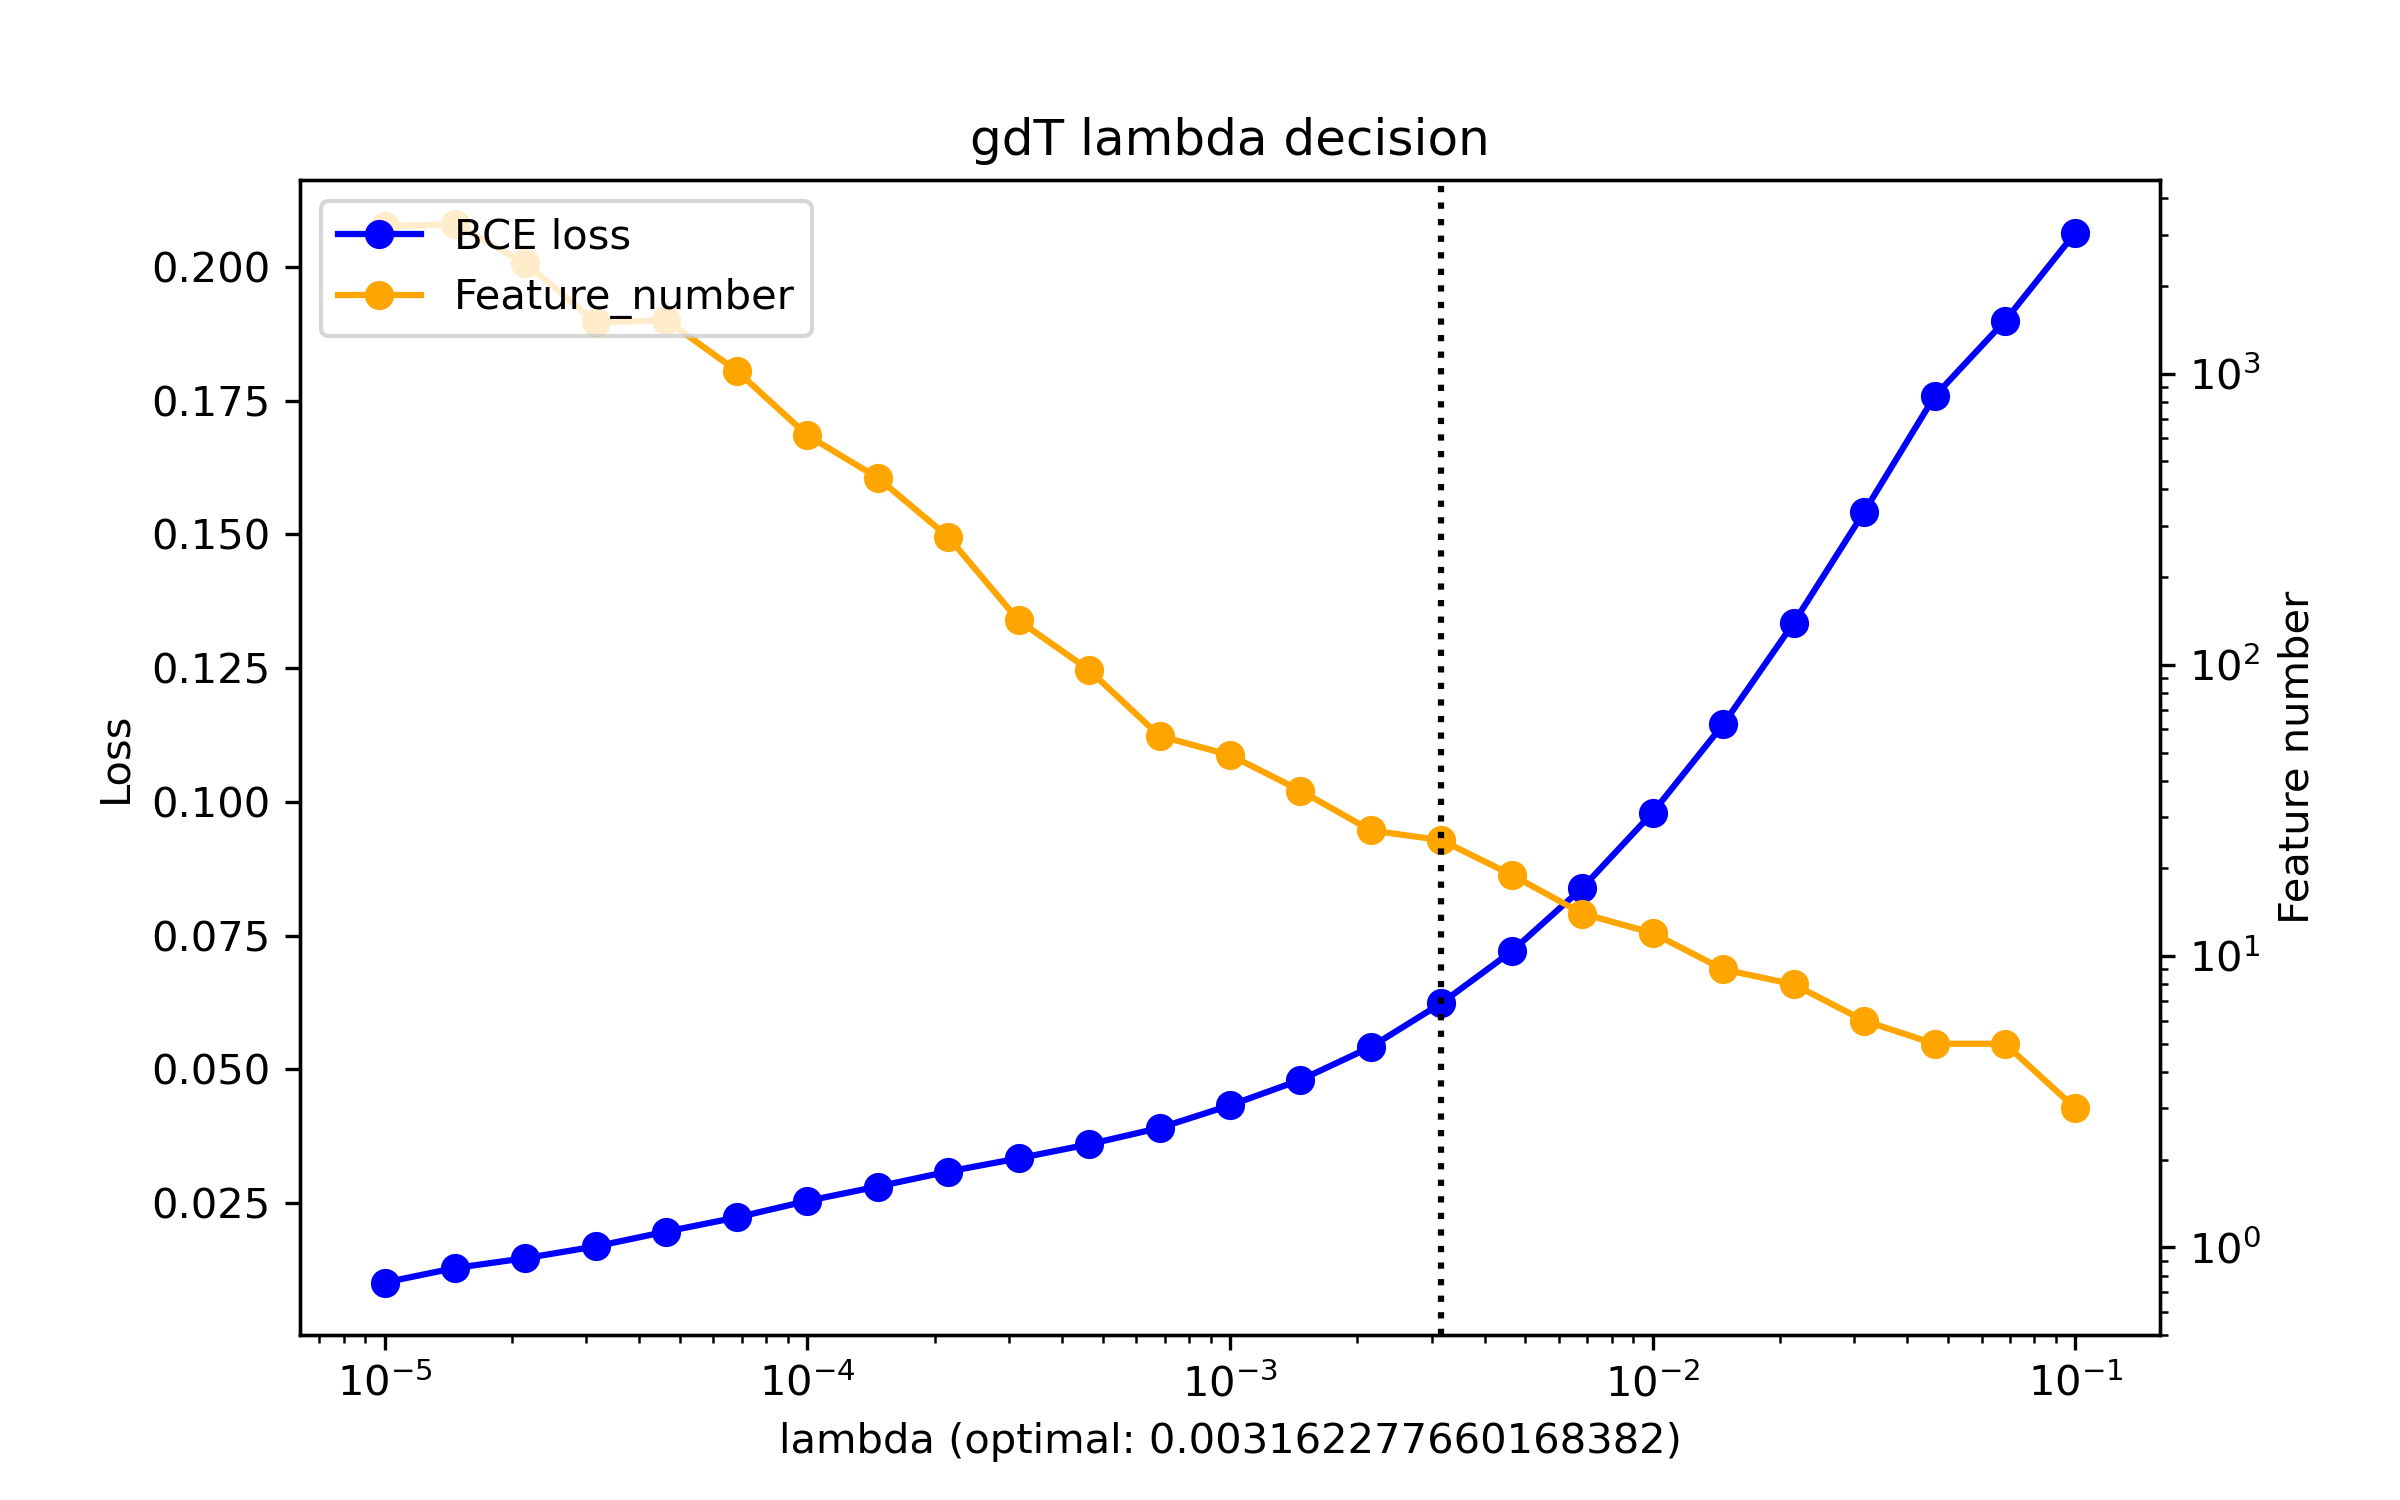 gdT lambda decision
BCE loss
Feature_number
0.200
0.175
0.150
0.125
0.100
0.075
0.050
0.025
Loss
10³
10²
10¹
10⁰
Feature number
10⁻⁵
10⁻⁴
10⁻³
10⁻²
10⁻¹
lambda (optimal: 0.0031622776601683824)